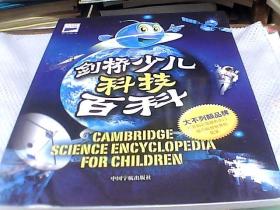 剑桥少儿
科技
百科
大不列颠品牌
CAMBRIDGE
SCIENCE ENCYCLOPEDIA
FOR CHILDREN
中国宇航出版社